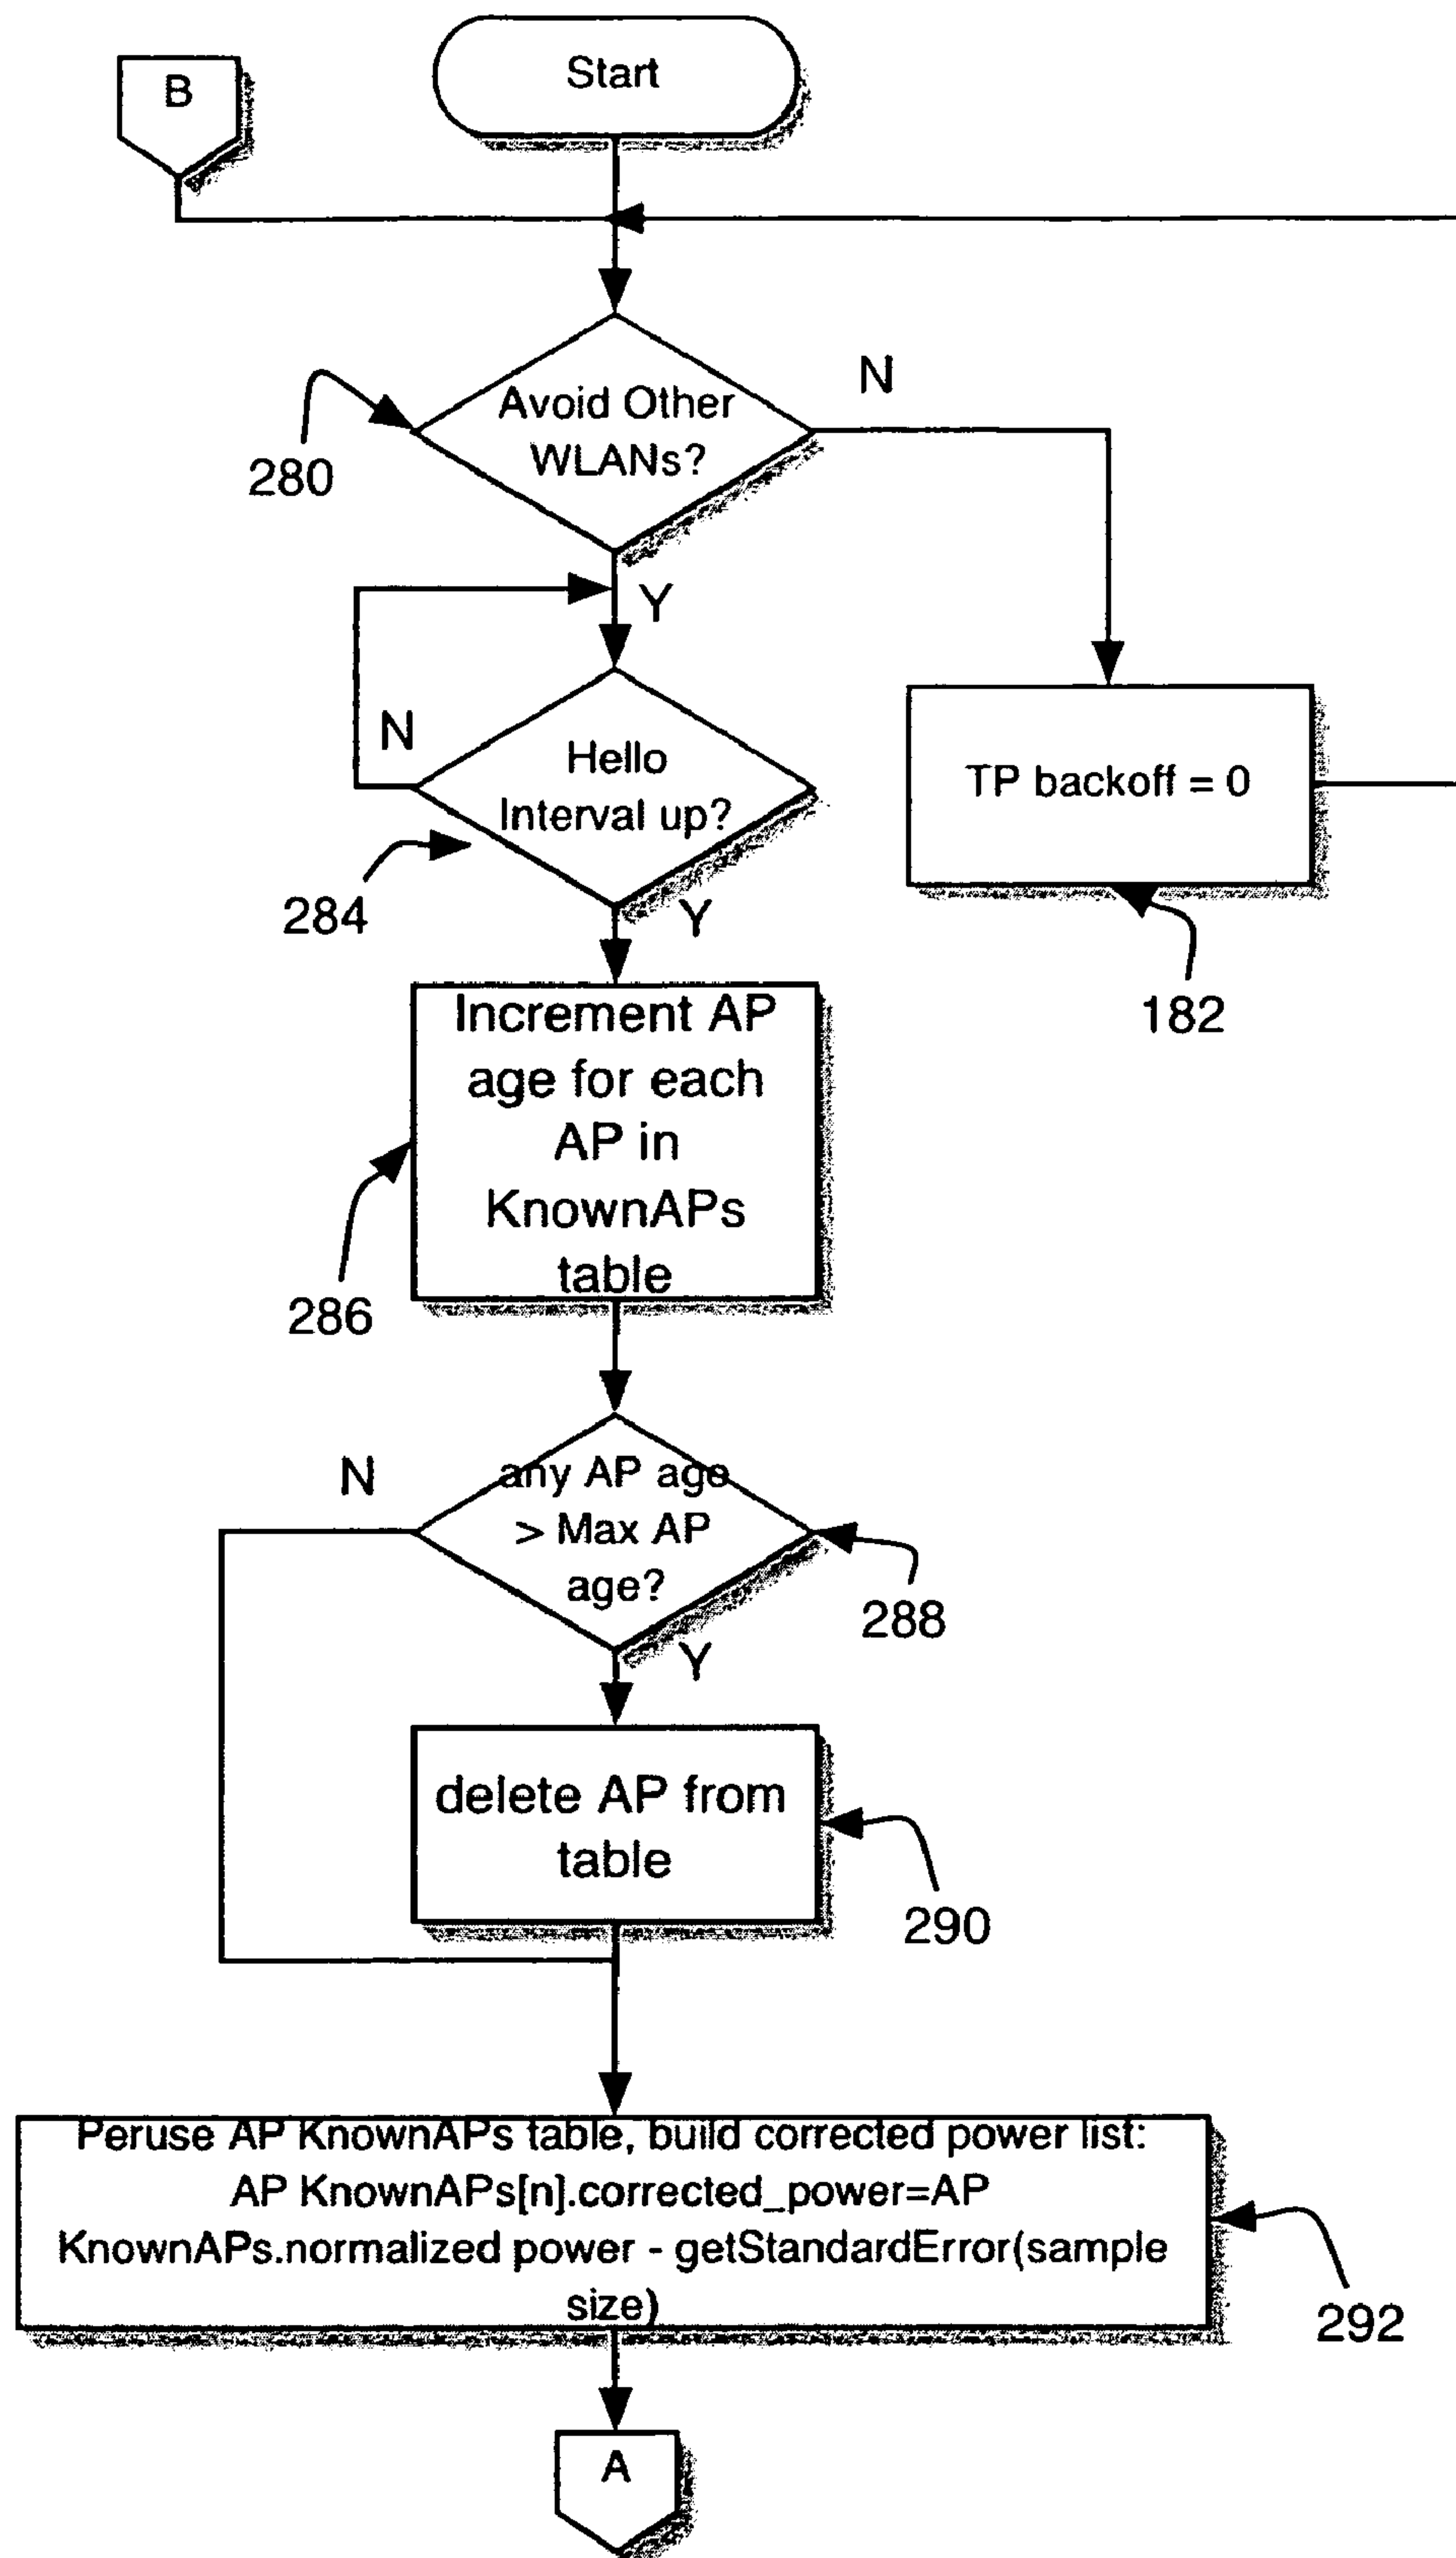 B
Start
Avoid Other
WLANs?
N
280
Y
N
Hello
Interval up?
TP backoff = 0
284
Y
182
Increment AP
age for each
AP in
KnownAPs
table
286
N
any AP age
> Max AP
age?
288
Y
delete AP from
table
290
Peruse AP KnownAPs table, build corrected power list:
AP KnownAPs[n].corrected_power=AP
KnownAPs.normalized power - getStandardError(sample
size)
292
A